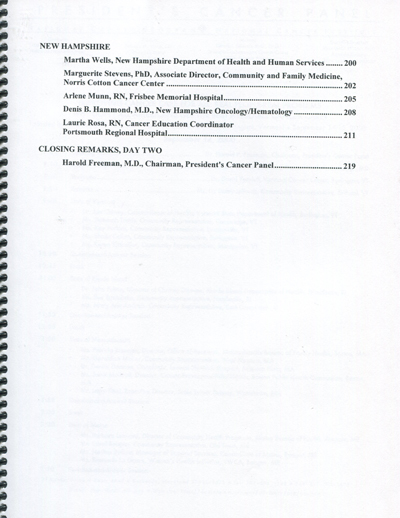 NEW HAMPSHIRE
Martha Wells, New Hampshire Department of Health and Human Services ........ 200
Marguerite Stevens, PhD, Associate Director, Community and Family Medicine,
Norris Cotton Cancer Center ........ 202
Arlene Munn, RN, Frisbee Memorial Hospital ........ 205
Denis B. Hammond, M.D., New Hampshire Oncology/Hematology ........ 208
Laurie Rosa, RN, Cancer Education Coordinator
Portsmouth Regional Hospital ........ 211
CLOSING REMARKS, DAY TWO
Harold Freeman, M.D., Chairman, President's Cancer Panel ........ 219